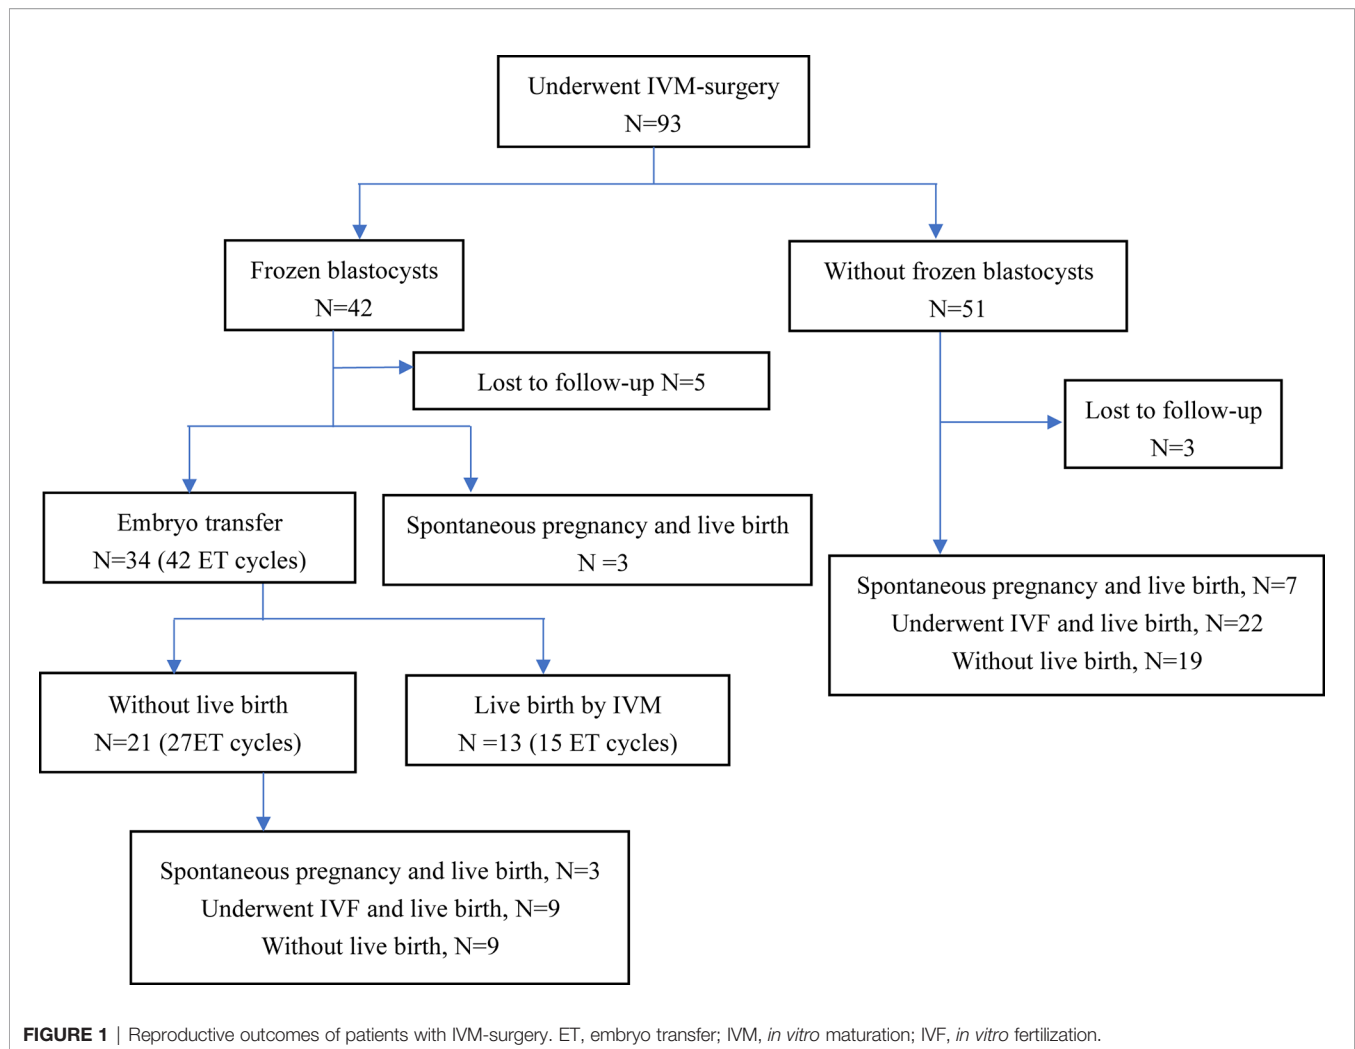 Underwent IVM-surgery
N=93
Frozen blastocysts
N=42
Without frozen blastocysts
N=51
Lost to follow-up N=5
Lost to follow-up
N=3
Embryo transfer
N=34 (42 ET cycles)
Spontaneous pregnancy and live birth
N =3
Spontaneous pregnancy and live birth, N=7
Underwent IVF and live birth, N=22
Without live birth, N=19
Without live birth
N=21 (27ET cycles)
Live birth by IVM
N =13 (15 ET cycles)
Spontaneous pregnancy and live birth, N=3
Underwent IVF and live birth, N=9
Without live birth, N=9
FIGURE 1 | Reproductive outcomes of patients with IVM-surgery. ET, embryo transfer; IVM, in vitro maturation; IVF, in vitro fertilization.